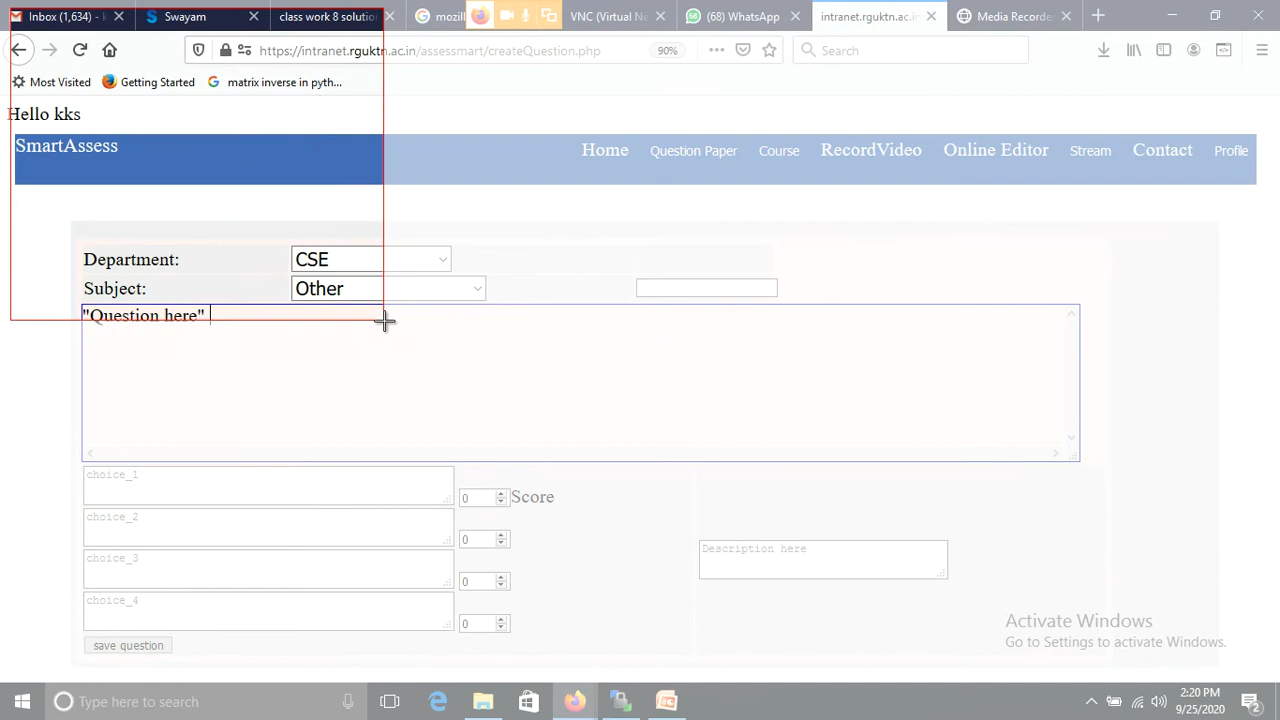 Inbox (1,634) - k
Swayam
class work 8 solution
mozil
VNC (Virtual Ne
(68) WhatsApp
intranet.rguktn.ac.in/
Media Recorde
https://intranet.rguktn.ac.in/assessmart/createQuestion.php
90%
Search
Most Visited
Getting Started
matrix inverse in pyth...
Hello kks
SmartAssess
Home
Question Paper
Course
RecordVideo
Online Editor
Stream
Contact
Profile
Department:
CSE
Subject:
Other
"Question here"
choice_1
0
Score
choice_2
0
choice_3
0
Description here
choice_4
0
save question
Activate Windows
Go to Settings to activate Windows.
Type here to search
2:20 PM
9/25/2020
2